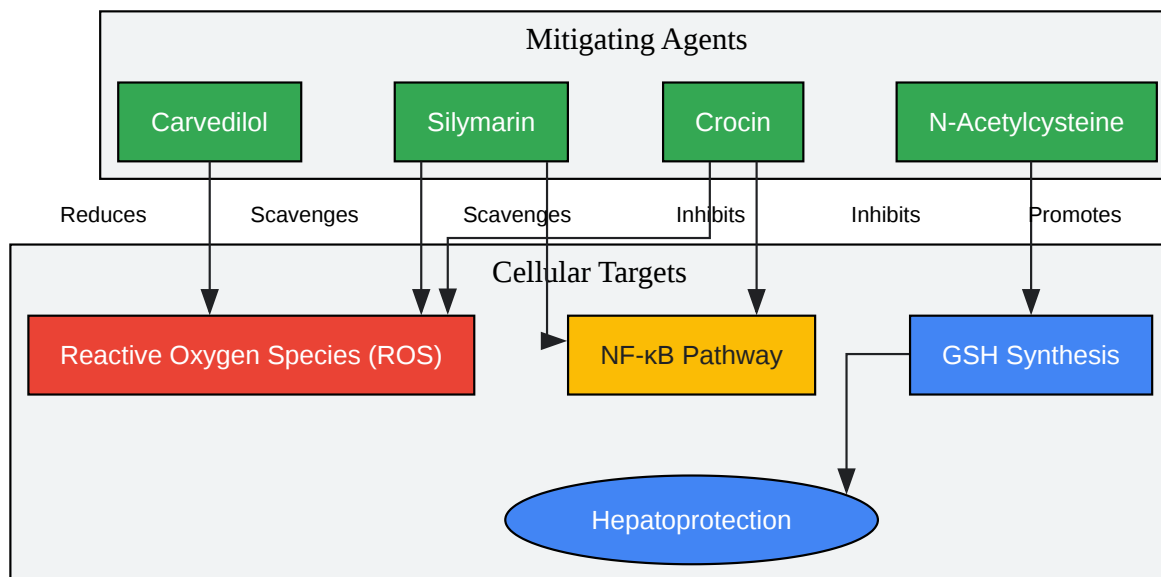 Mitigating Agents
Carvedilol
Silymarin
Crocin
N-Acetylcysteine
Reduces
Scavenges
Scavenges
Inhibits
Inhibits
Promotes
Cellular Targets
Reactive Oxygen Species (ROS)
NF-κB Pathway
GSH Synthesis
Hepatoprotection